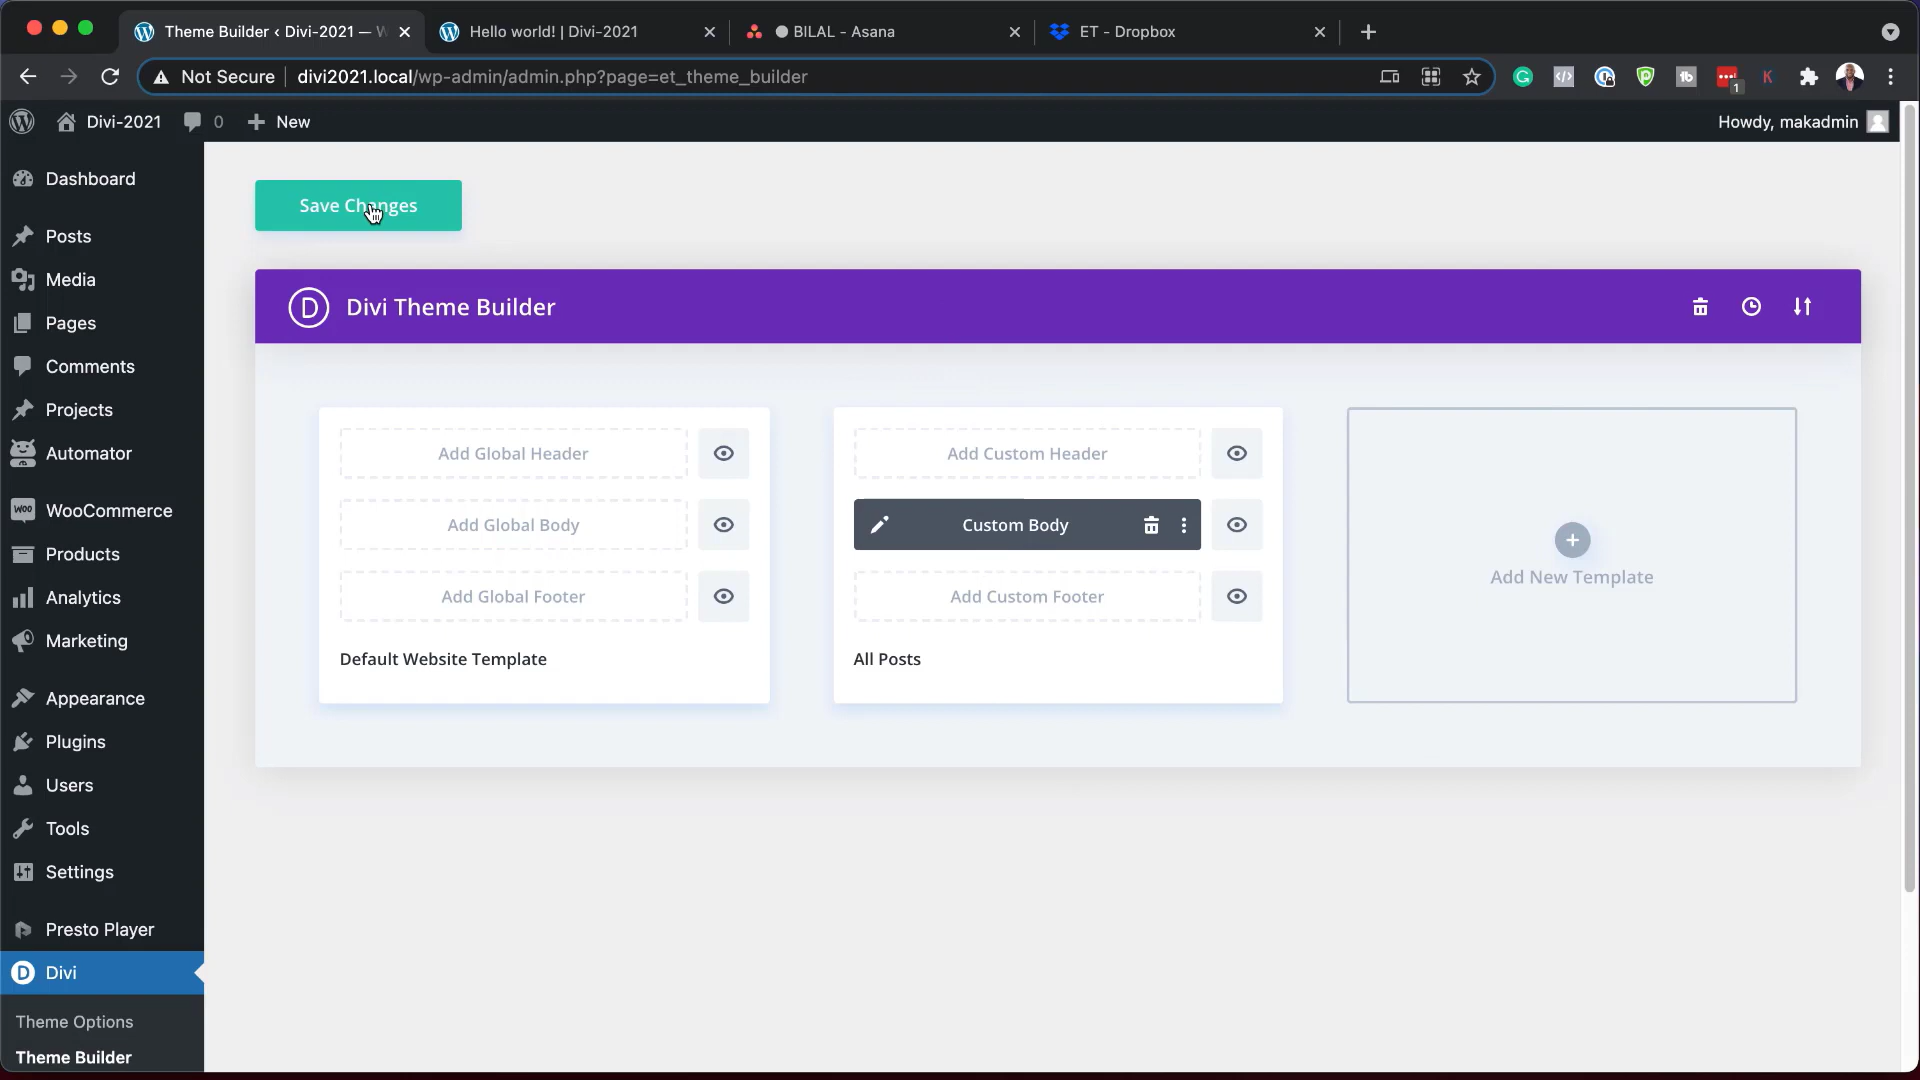 Theme Builder ‹ Divi-2021 — W
Hello world! | Divi-2021
BILAL - Asana
ET - Dropbox
Not Secure
divi2021.local/wp-admin/admin.php?page=et_theme_builder
1
Divi-2021
0
New
Howdy, makadmin
Dashboard
Posts
Media
Pages
Comments
Projects
Automator
WooCommerce
Products
Analytics
Marketing
Appearance
Plugins
Users
Tools
Settings
Presto Player
Divi
Theme Options
Theme Builder
Save Changes
Divi Theme Builder
Add Global Header
Add Global Body
Add Global Footer
Default Website Template
Add Custom Header
Custom Body
Add Custom Footer
All Posts
Add New Template